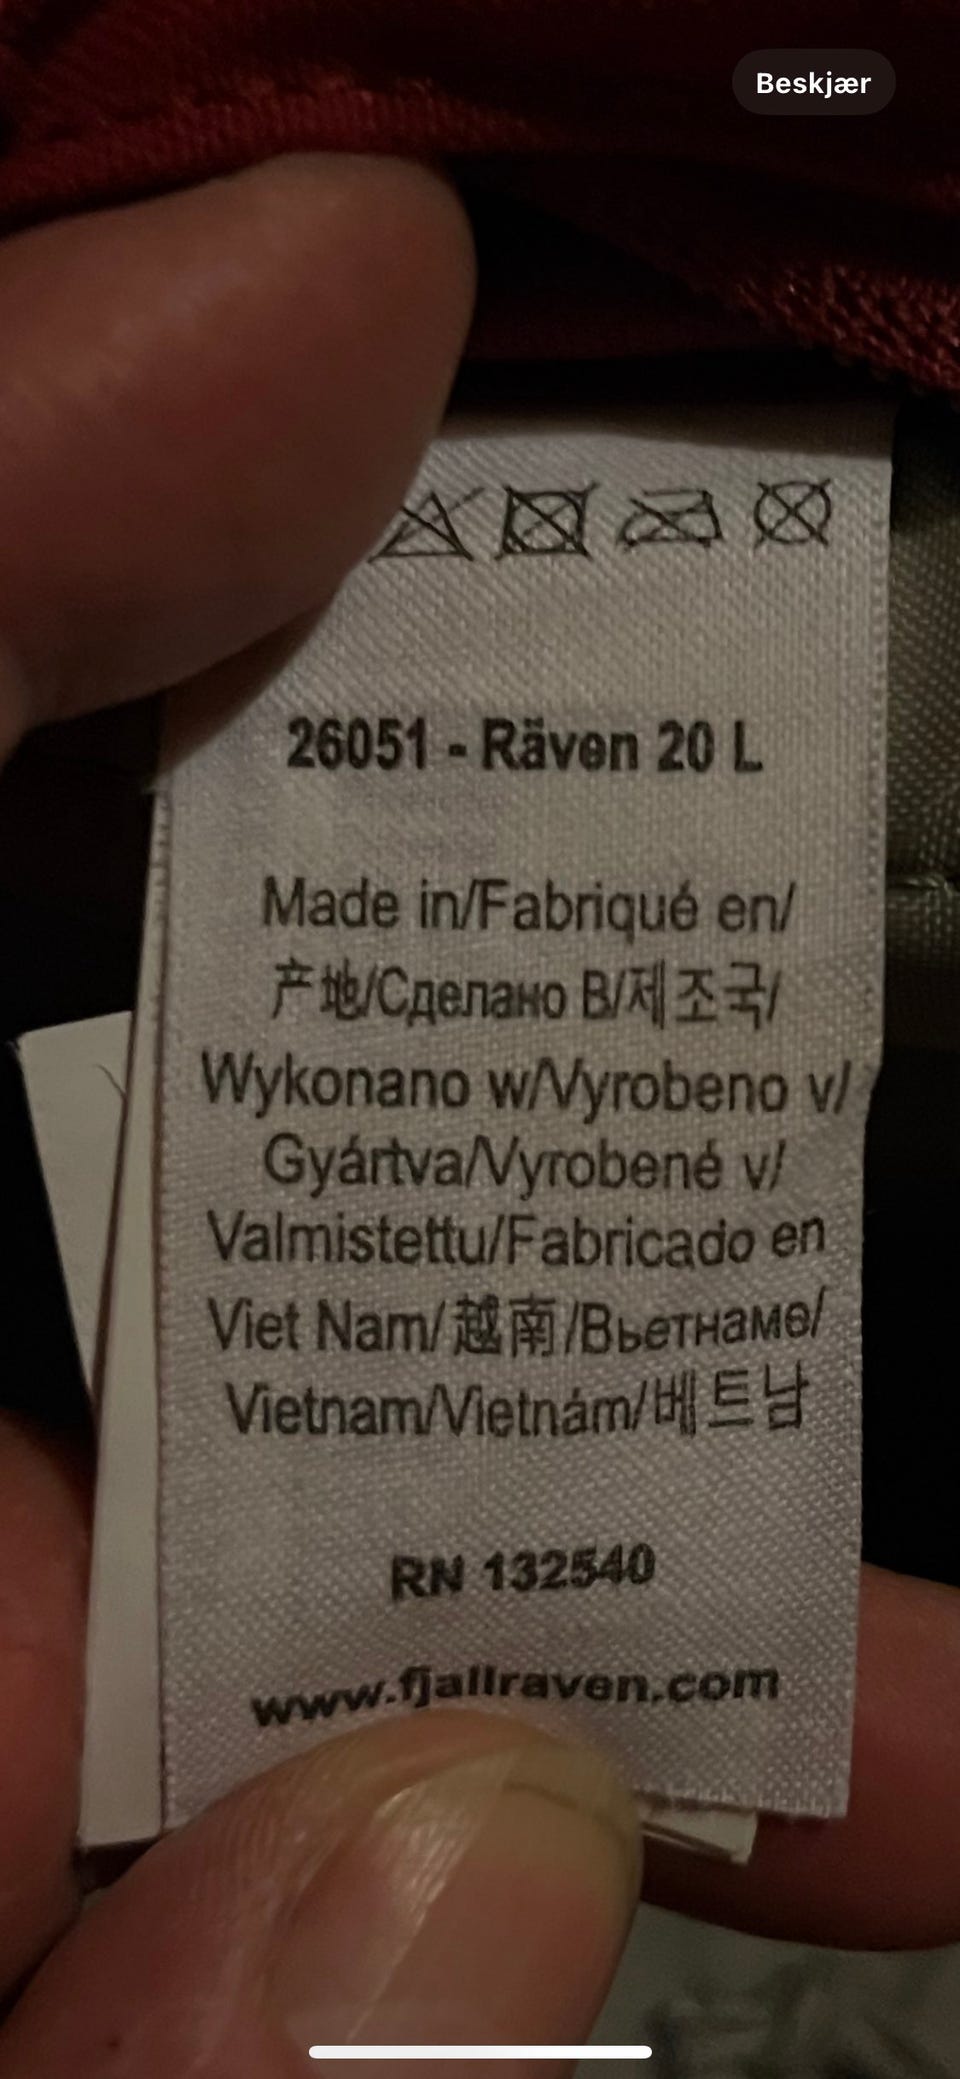 Beskjær
26051 - Räven 20 L
Made in/Fabriqué en/
产地/Сделано В/제조국/
Wykonano w/Vyrobeno v/
Gyártva/Vyrobené v/
Valmistettu/Fabricado en
Viet Nam/越南/Вьетнаме/
Vietnam/Vietnám/베트남
RN 132540
www.fjallraven.com